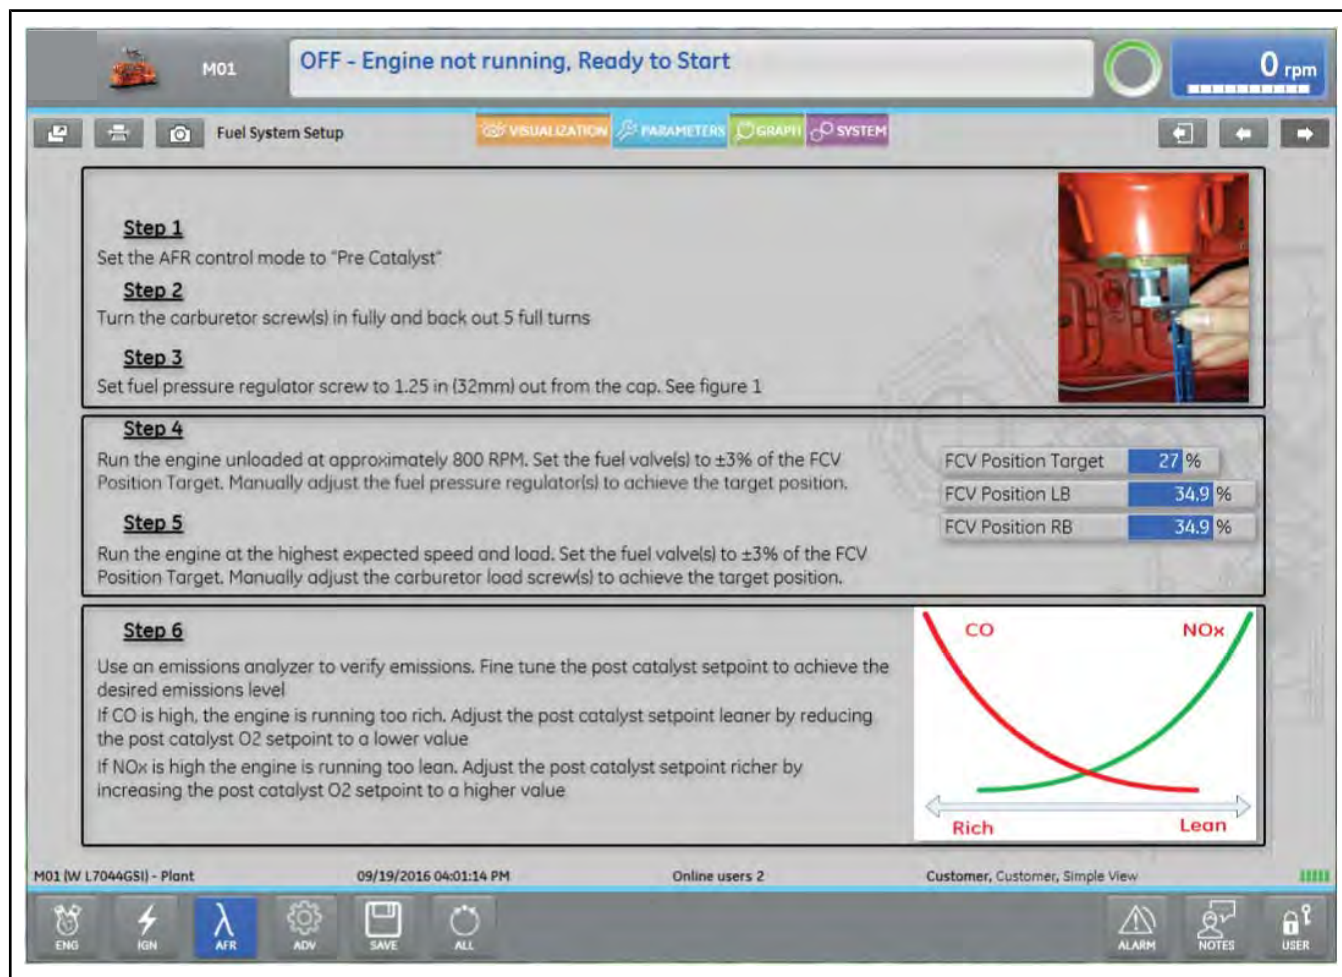 M01
OFF - Engine not running, Ready to Start
0 rpm
Fuel System Setup
VISUALIZATION
PARAMETERS
GRAPH
SYSTEM
Step 1
Set the AFR control mode to "Pre Catalyst"
Step 2
Turn the carburetor screw(s) in fully and back out 5 full turns
Step 3
Set fuel pressure regulator screw to 1.25 in (32mm) out from the cap. See figure 1
Step 4
Run the engine unloaded at approximately 800 RPM. Set the fuel valve(s) to ±3% of the FCV
Position Target. Manually adjust the fuel pressure regulator(s) to achieve the target position.
FCV Position Target 27 %
FCV Position LB 34.9 %
FCV Position RB 34.9 %
Step 5
Run the engine at the highest expected speed and load. Set the fuel valve(s) to ±3% of the FCV
Position Target. Manually adjust the carburetor load screw(s) to achieve the target position.
Step 6
Use an emissions analyzer to verify emissions. Fine tune the post catalyst setpoint to achieve the
desired emissions level
If CO is high, the engine is running too rich. Adjust the post catalyst setpoint leaner by reducing
the post catalyst O2 setpoint to a lower value
If NOx is high the engine is running too lean. Adjust the post catalyst setpoint richer by
increasing the post catalyst O2 setpoint to a higher value
CO
NOx
Rich
Lean
M01 (W L7044GSI) - Plant
09/19/2016 04:01:14 PM
Online users 2
Customer, Customer, Simple View
ENG
IGN
λ
AFR
ADV
SAVE
ALL
ALARM
NOTES
USER